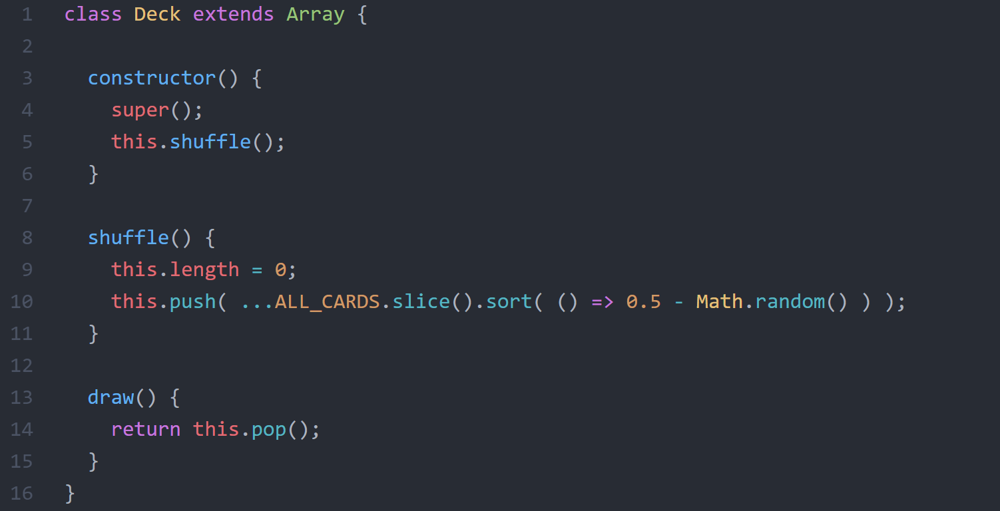 1 class Deck extends Array {
2
3   constructor() {
4     super();
5     this.shuffle();
6   }
7
8   shuffle() {
9     this.length = 0;
10     this.push( ...ALL_CARDS.slice().sort( () => 0.5 - Math.random() ) );
11   }
12
13   draw() {
14     return this.pop();
15   }
16 }